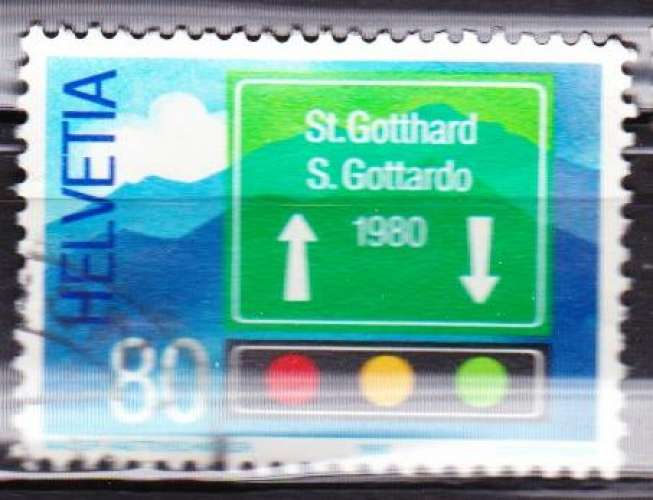 HELVETIA
St.Gotthard
S. Gottardo
1980
80